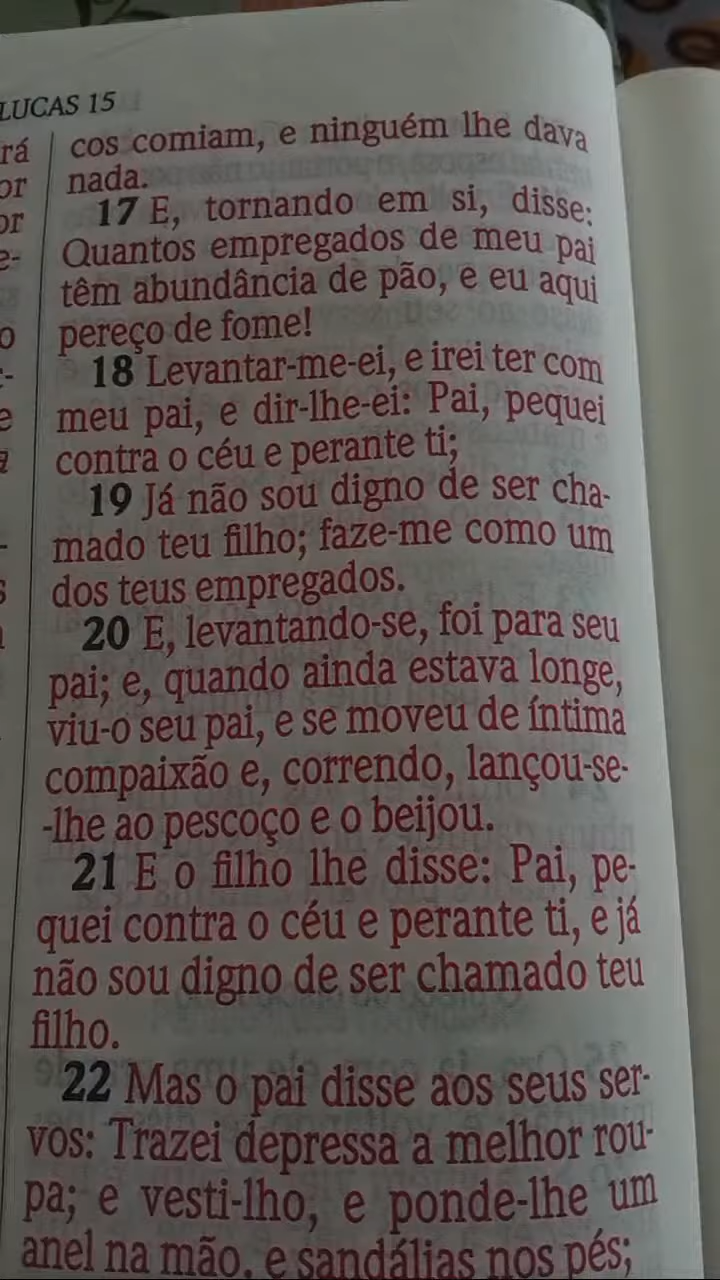 LUCAS 15
rá
or
or
e-
o
e
cos comiam, e ninguém lhe dava
nada.
17 E, tornando em si, disse:
Quantos empregados de meu pai
têm abundância de pão, e eu aqui
pereço de fome!
18 Levantar-me-ei, e irei ter com
meu pai, e dir-lhe-ei: Pai, pequei
contra o céu e perante ti;
19 Já não sou digno de ser cha-
mado teu filho; faze-me como um
dos teus empregados.
20 E, levantando-se, foi para seu
pai; e, quando ainda estava longe,
viu-o seu pai, e se moveu de íntima
compaixão e, correndo, lançou-se-
-lhe ao pescoço e o beijou.
21 E o filho lhe disse: Pai, pe-
quei contra o céu e perante ti, e já
não sou digno de ser chamado teu
filho.
22 Mas o pai disse aos seus ser-
vos: Trazei depressa a melhor rou-
pa; e vesti-lho, e ponde-lhe um
anel na mão, e sandálias nos pés;